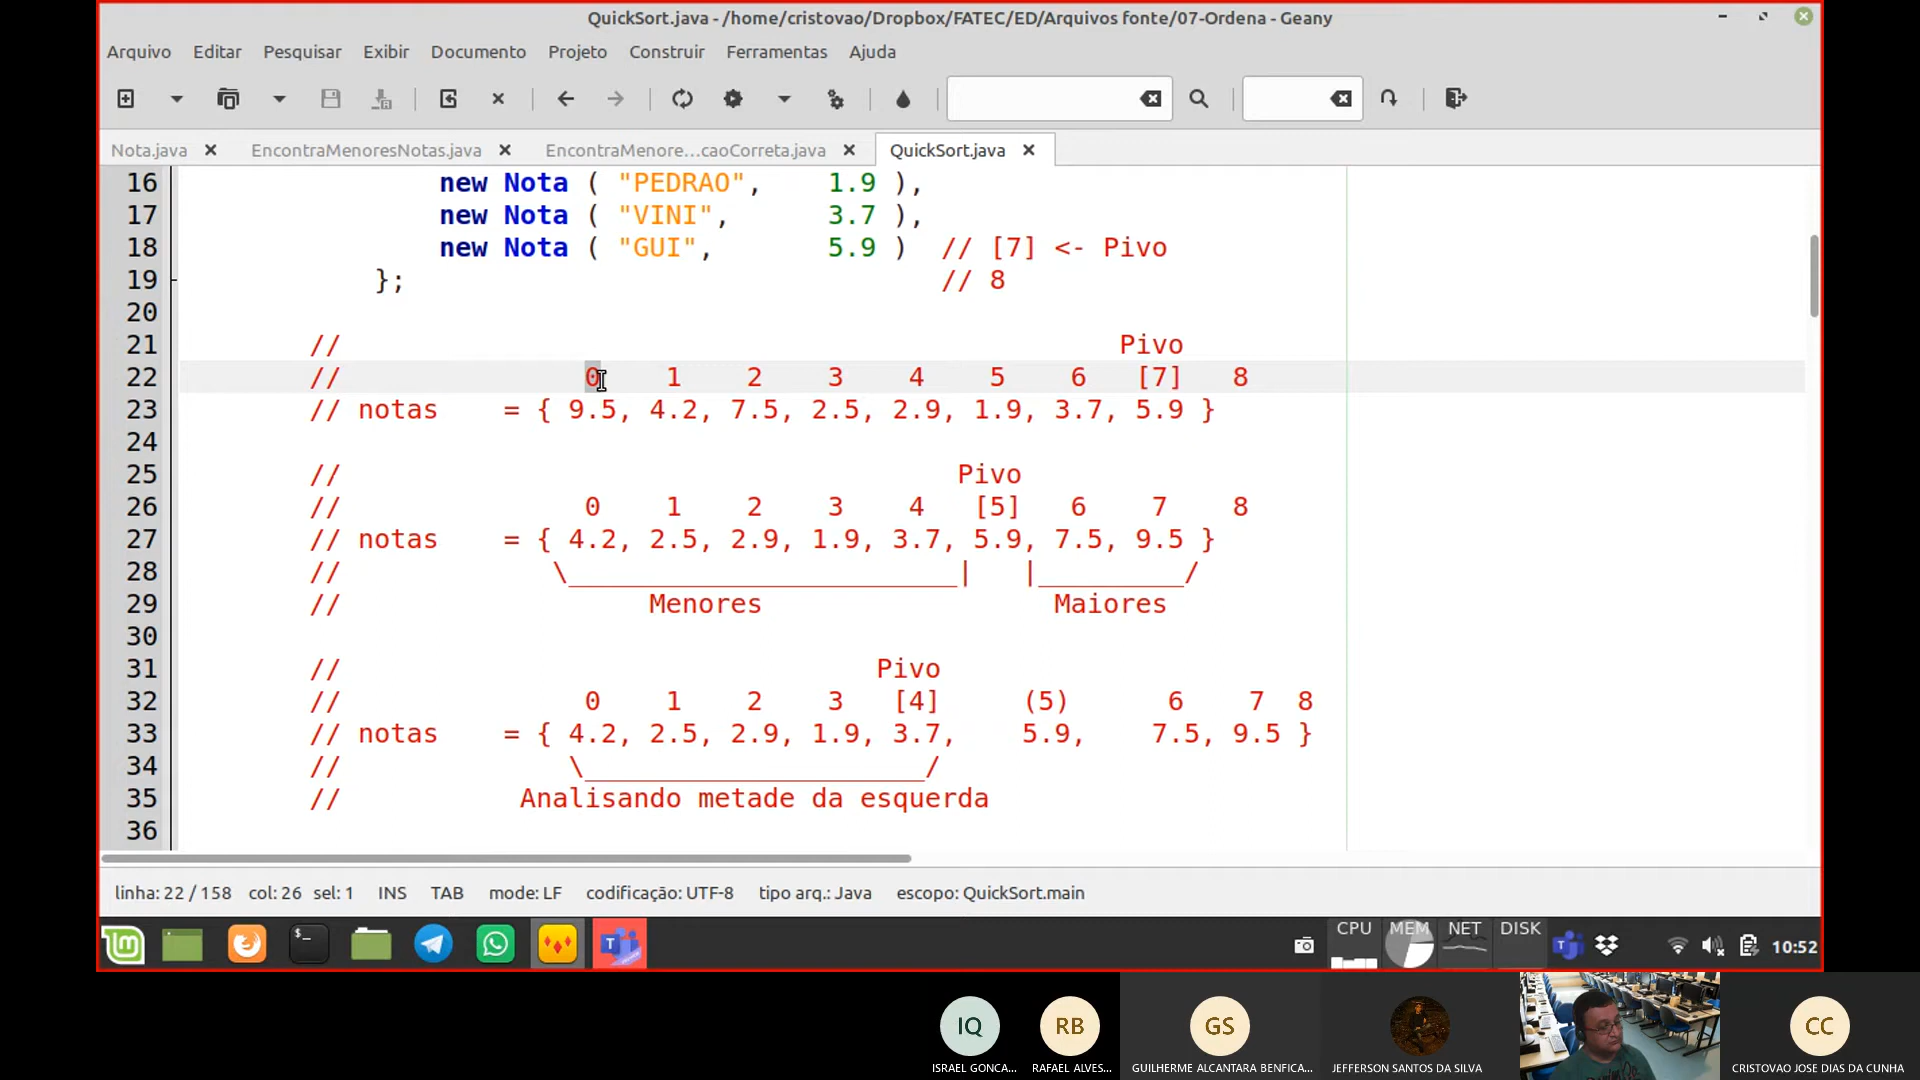 QuickSort.java - /home/cristovao/Dropbox/FATEC/ED/Arquivos fonte/07-Ordena - Geany
Arquivo Editar Pesquisar Exibir Documento Projeto Construir Ferramentas Ajuda
Nota.java EncontraMenoresNotas.java EncontraMenore...caoCorreta.java QuickSort.java
16 new Nota ( "PEDRAO", 1.9 ),
17 new Nota ( "VINI", 3.7 ),
18 new Nota ( "GUI", 5.9 ) // [7] <- Pivo
19 }; // 8
20
21 // Pivo
22 // 0 1 2 3 4 5 6 [7] 8
23 // notas = { 9.5, 4.2, 7.5, 2.5, 2.9, 1.9, 3.7, 5.9 }
24
25 // Pivo
26 // 0 1 2 3 4 [5] 6 7 8
27 // notas = { 4.2, 2.5, 2.9, 1.9, 3.7, 5.9, 7.5, 9.5 }
28 // \________________________| |_________/
29 // Menores Maiores
30
31 // Pivo
32 // 0 1 2 3 [4] (5) 6 7 8
33 // notas = { 4.2, 2.5, 2.9, 1.9, 3.7, 5.9, 7.5, 9.5 }
34 // \_____________________/
35 // Analisando metade da esquerda
36
linha: 22 / 158 col: 26 sel: 1 INS TAB mode: LF codificação: UTF-8 tipo arq.: Java escopo: QuickSort.main
CPU MEM NET DISK 10:52
IQ RB GS CC
ISRAEL GONCA... RAFAEL ALVES... GUILHERME ALCANTARA BENFICA... JEFFERSON SANTOS DA SILVA CRISTOVAO JOSE DIAS DA CUNHA